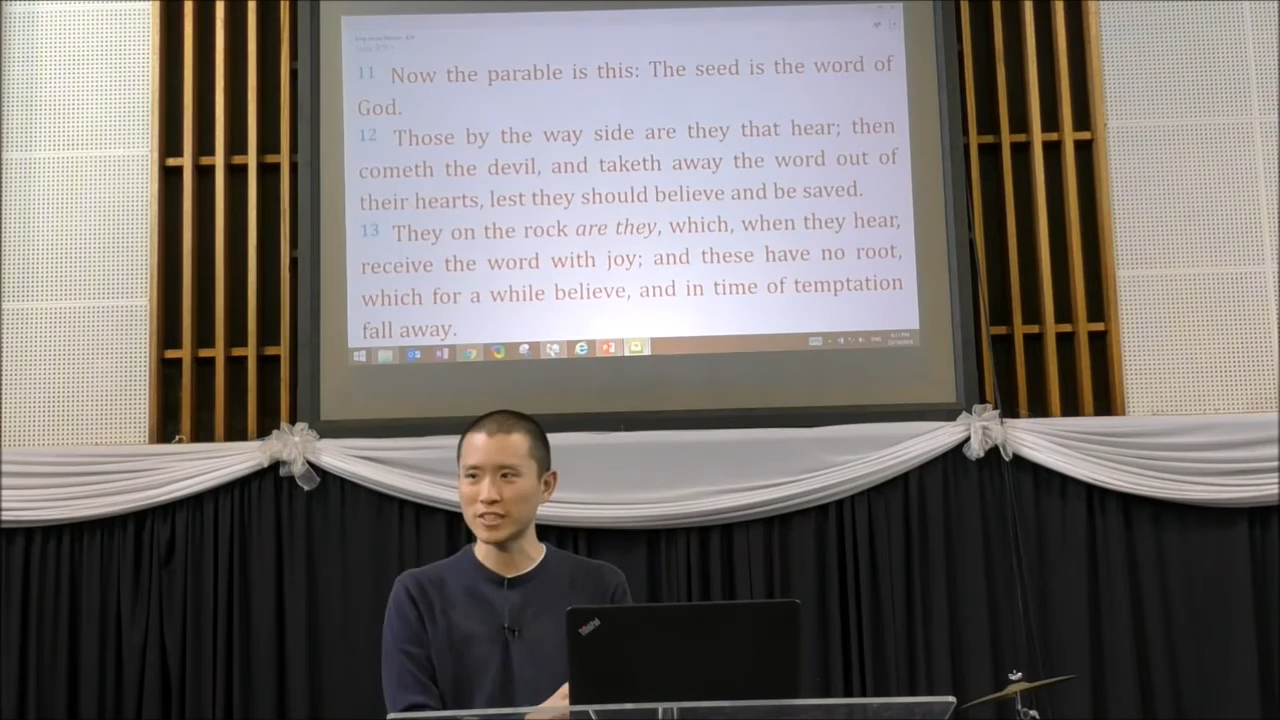 11 Now the parable is this: The seed is the word of
God.
12 Those by the way side are they that hear; then
cometh the devil, and taketh away the word out of
their hearts, lest they should believe and be saved.
13 They on the rock are they, which, when they hear,
receive the word with joy; and these have no root,
which for a while believe, and in time of temptation
fall away.
ThinkPad